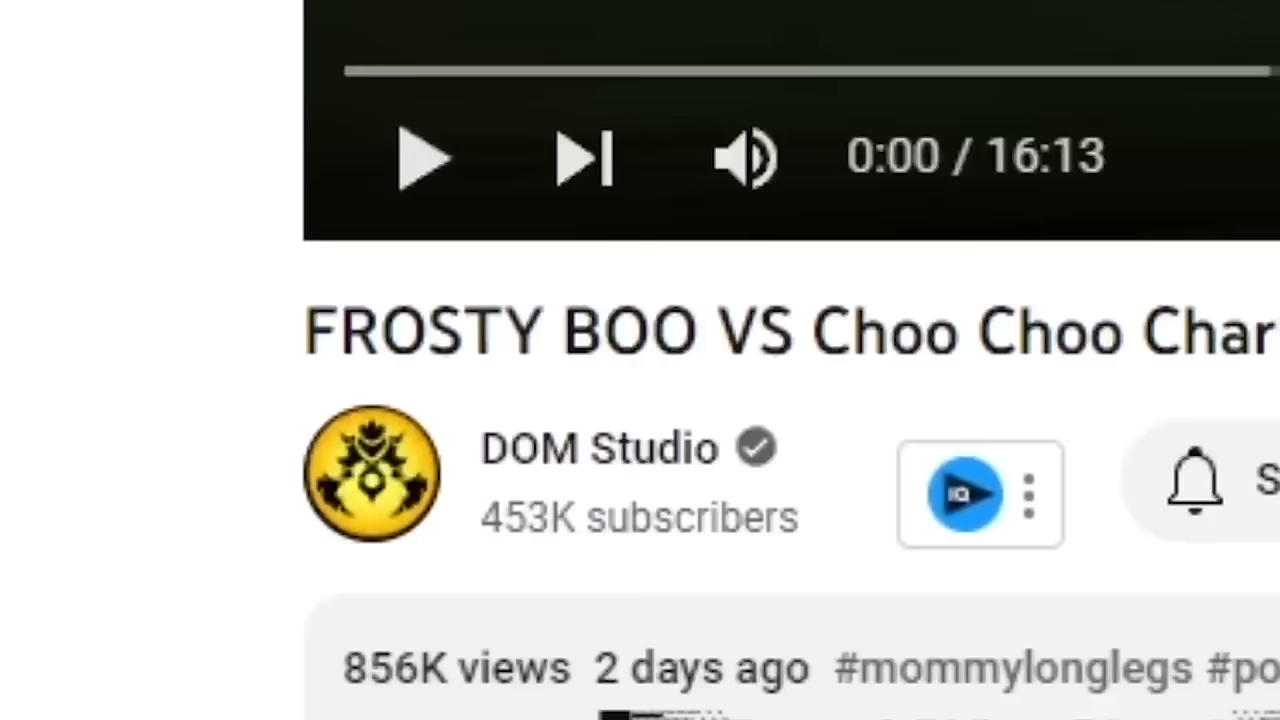 0:00 / 16:13
FROSTY BOO VS Choo Choo Char
DOM Studio
453K subscribers
IQ
S
856K views 2 days ago #mommylonglegs #po